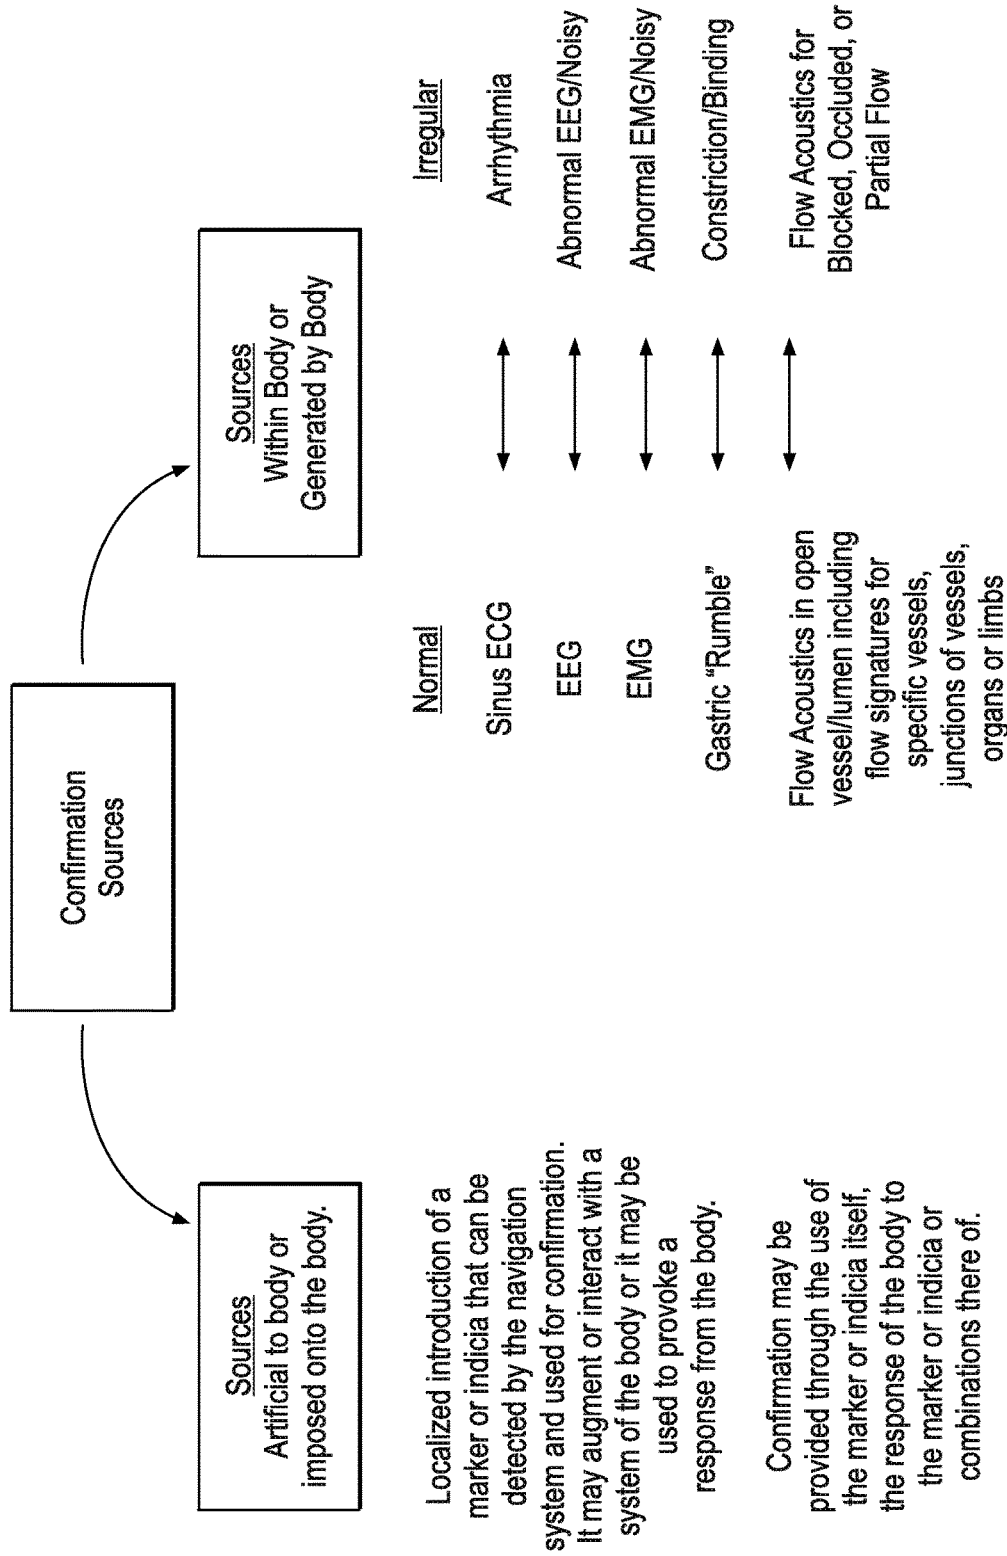 Confirmation
Sources
Sources
Artificial to body or
imposed onto the body.
Localized introduction of a
marker or indicia that can be
detected by the navigation
system and used for confirmation.
It may augment or interact with a
system of the body or it may be
used to provoke a
response from the body.
Confirmation may be
provided through the use of
the marker or indicia itself,
the response of the body to
the marker or indicia or
combinations there of.
Sources
Within Body or
Generated by Body
Normal
Irregular
Sinus ECG
Arrhythmia
EEG
Abnormal EEG/Noisy
EMG
Abnormal EMG/Noisy
Gastric “Rumble”
Constriction/Binding
Flow Acoustics in open
vessel/lumen including
flow signatures for
specific vessels,
junctions of vessels,
organs or limbs
Flow Acoustics for
Blocked, Occluded, or
Partial Flow